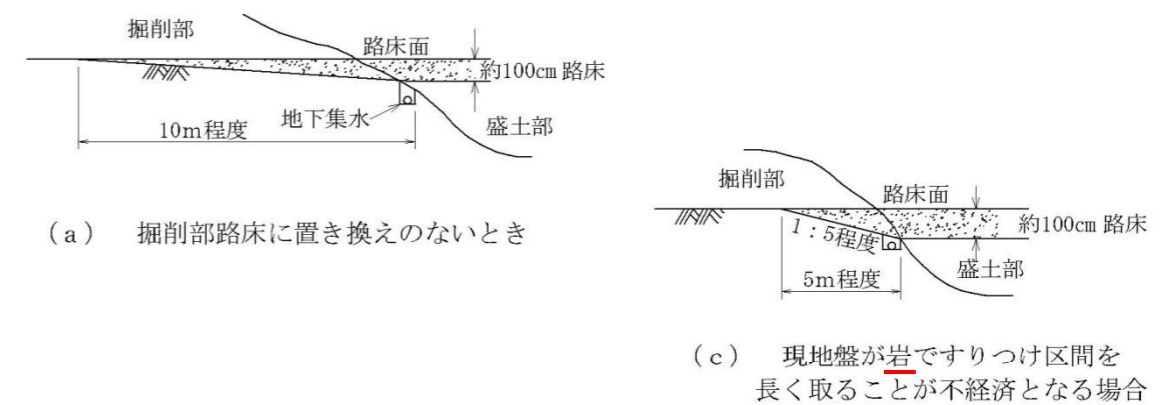 掘削部
路床面
約100cm 路床
地下集水
10m程度
盛土部
(a) 掘削部路床に置き換えのないとき
掘削部
路床面
約100cm 路床
1:5程度
盛土部
5m程度
(c) 現地盤が岩ですりつけ区間を
長く取ることが不経済となる場合